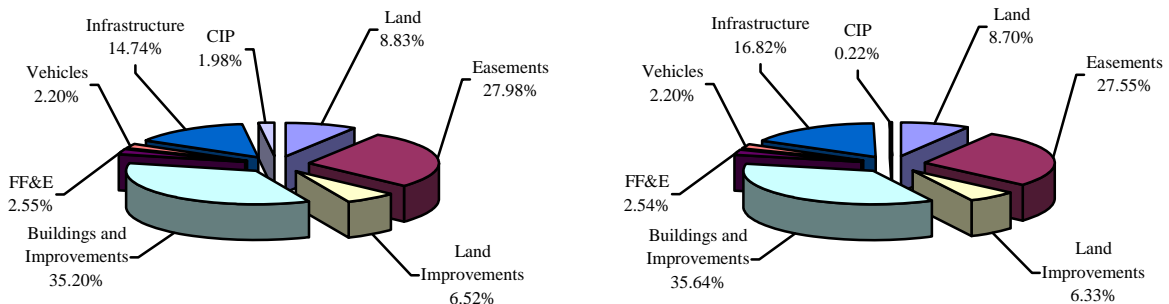 Infrastructure
14.74%
CIP
1.98%
Land
8.83%
Vehicles
2.20%
Easements
27.98%
FF&E
2.55%
Buildings and
Improvements
35.20%
Land
Improvements
6.52%
Infrastructure
16.82%
CIP
0.22%
Land
8.70%
Vehicles
2.20%
Easements
27.55%
FF&E
2.54%
Buildings and
Improvements
35.64%
Land
Improvements
6.33%